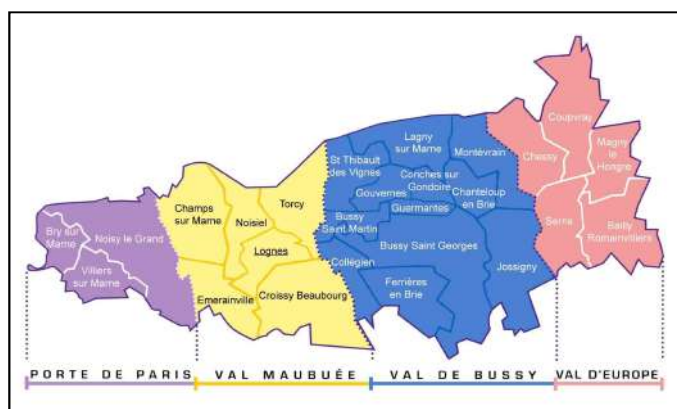 Bry sur
Marne
Noisy le Grand
Villiers
sur Marne
Champs
sur Marne
Noisiel
Torcy
Lognes
Emerainville
Croissy Beaubourg
St Thibault
des Vignes
Lagny
sur Marne
Montévrain
Gouvernes
Conches sur
Gondoire
Chanteloup
en Brie
Guermantes
Bussy
Saint Martin
Bussy Saint Georges
Collégien
Ferrières
en Brie
Jossigny
Coupvray
Chessy
Magny
le
Hongre
Serris
Bailly
Romainvilliers
PORTE DE PARIS
VAL MAUBUÉE
VAL DE BUSSY
VAL D'EUROPE